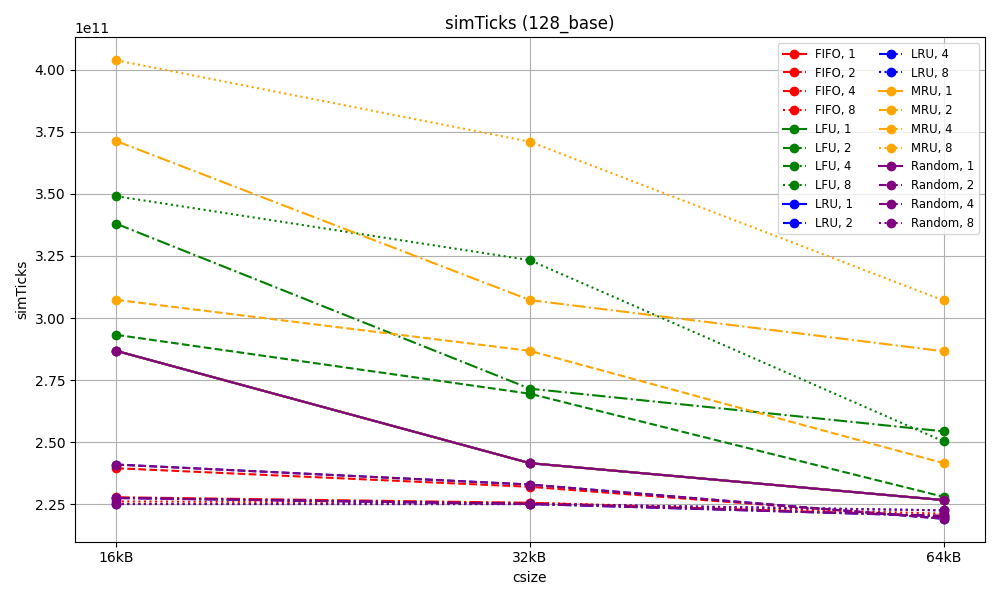 simTicks (128_base)
1e11
4.00
3.75
3.50
3.25
3.00
2.75
2.50
2.25
simTicks
16kB
32kB
64kB
csize
FIFO, 1
FIFO, 2
FIFO, 4
FIFO, 8
LFU, 1
LFU, 2
LFU, 4
LFU, 8
LRU, 1
LRU, 2
LRU, 4
LRU, 8
MRU, 1
MRU, 2
MRU, 4
MRU, 8
Random, 1
Random, 2
Random, 4
Random, 8